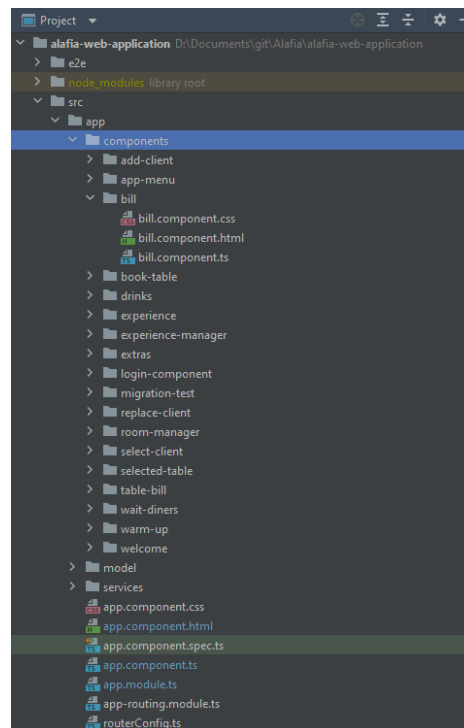 Project
alafia-web-application D:\Documents\git\Alafia\alafia-web-application
e2e
node_modules library root
src
app
components
add-client
app-menu
bill
bill.component.css
bill.component.html
bill.component.ts
book-table
drinks
experience
experience-manager
extras
login-component
migration-test
replace-client
room-manager
select-client
selected-table
table-bill
wait-diners
warm-up
welcome
model
services
app.component.css
app.component.html
app.component.spec.ts
app.component.ts
app.module.ts
app-routing.module.ts
routerConfig.ts